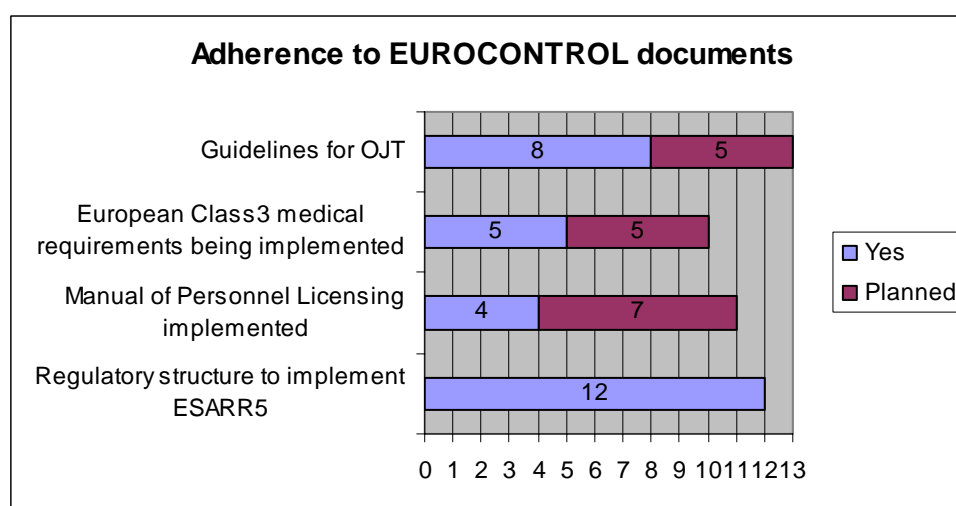 Adherence to EUROCONTROL documents
Guidelines for OJT
8 5
European Class3 medical
requirements being implemented
5 5
Manual of Personnel Licensing
implemented
4 7
Regulatory structure to implement
ESARR5
12
Yes
Planned
0 1 2 3 4 5 6 7 8 9 10 11 12 13